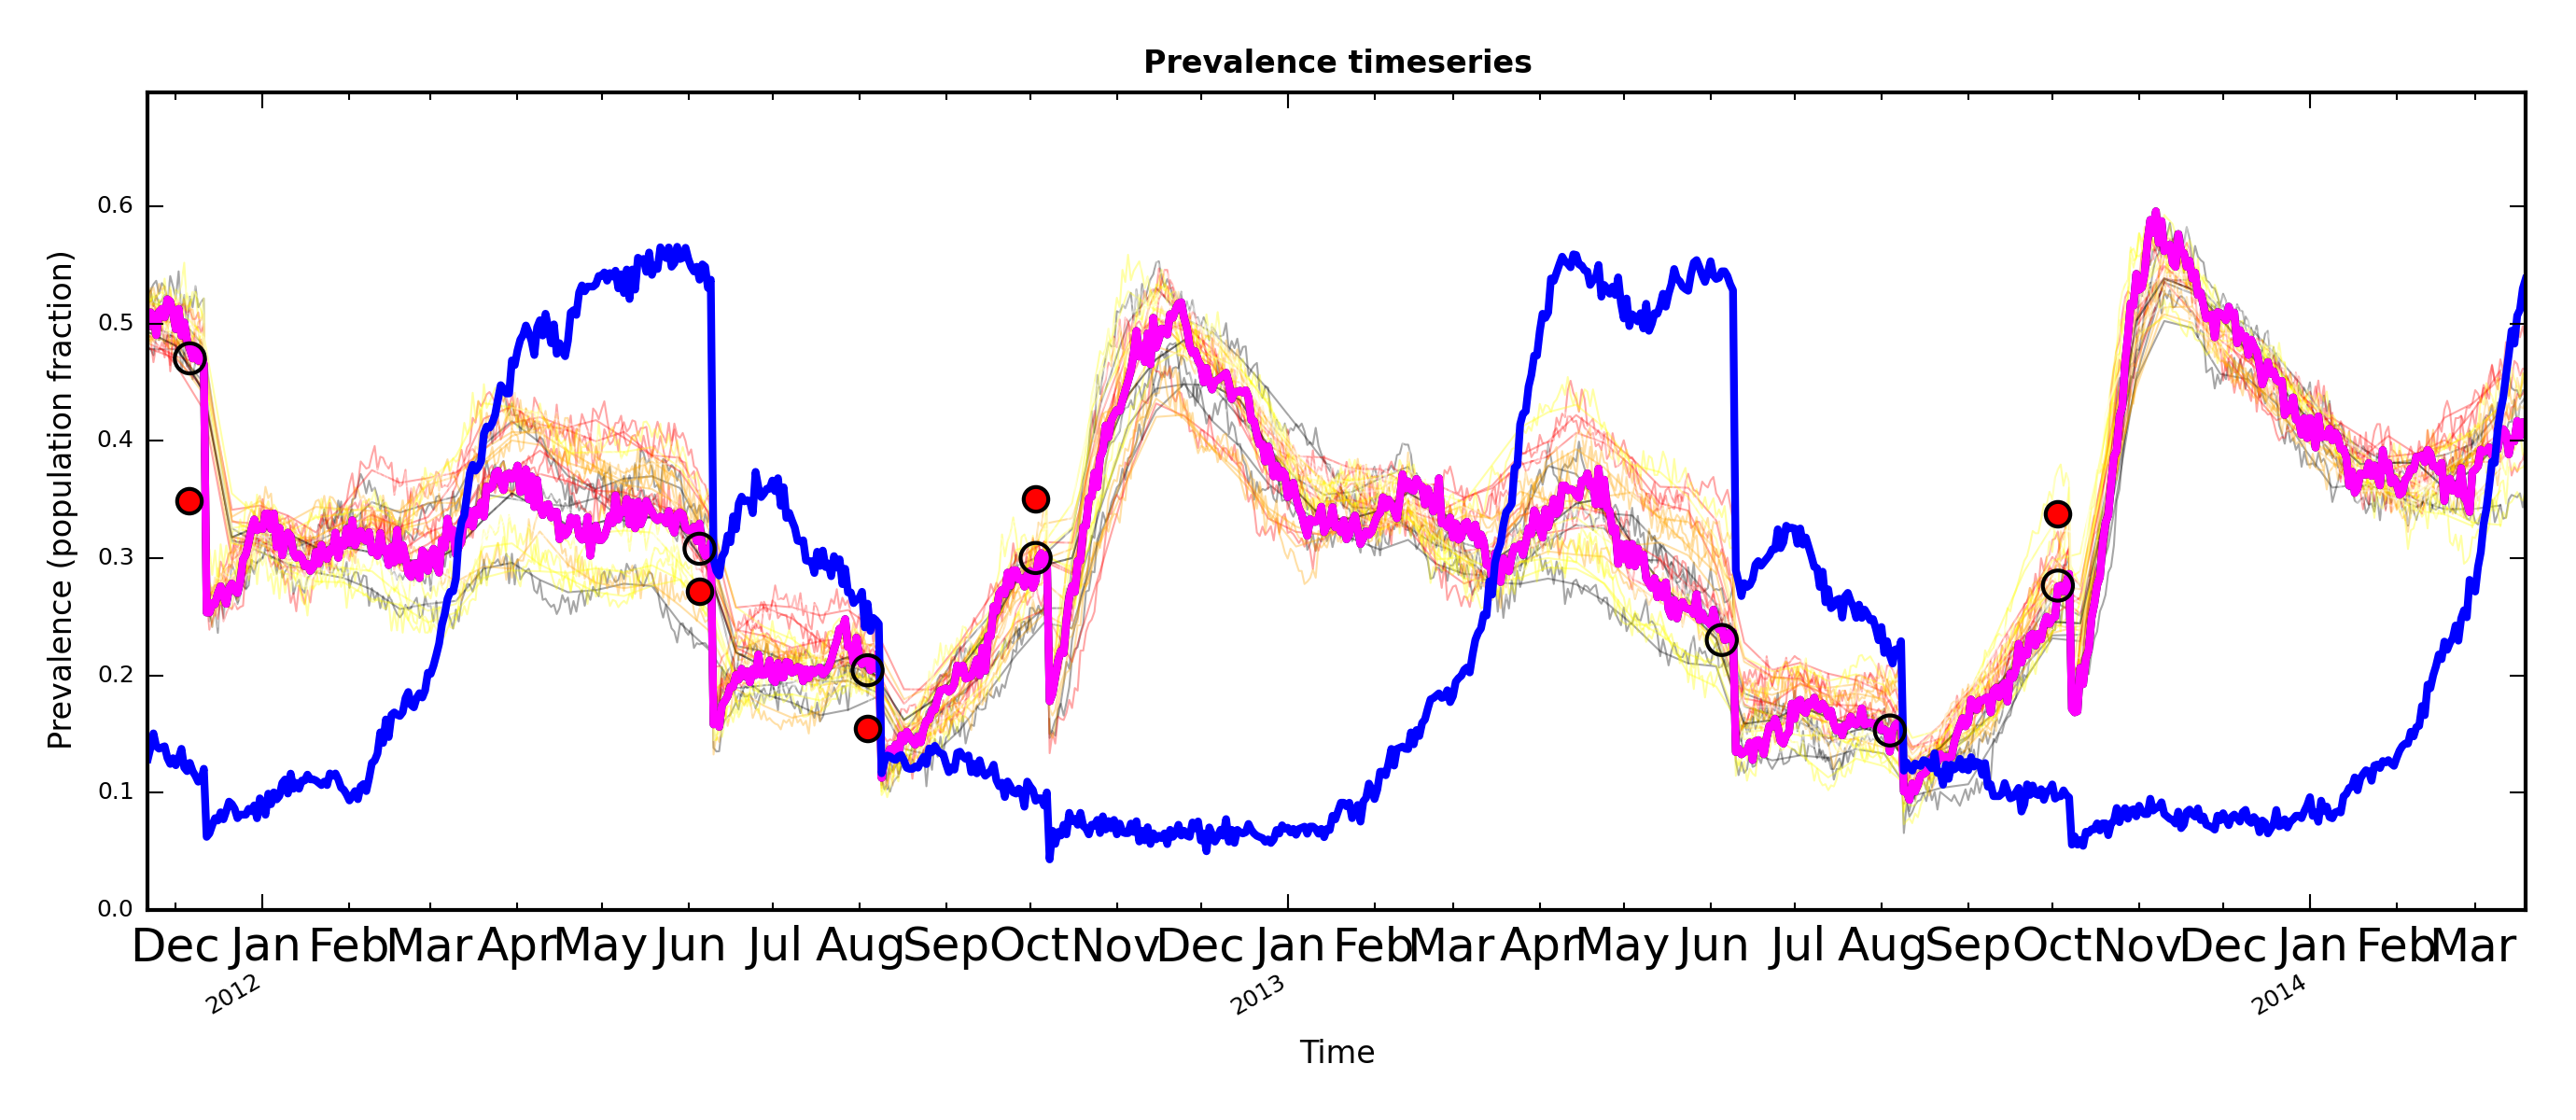 Prevalence timeseries
Prevalence (population fraction)
0.6
0.5
0.4
0.3
0.2
0.1
0.0
Dec Jan Feb Mar Apr May Jun Jul Aug Sep Oct Nov Dec Jan Feb Mar Apr May Jun Jul Aug Sep Oct Nov Dec Jan Feb Mar
2012 2013 2014
Time